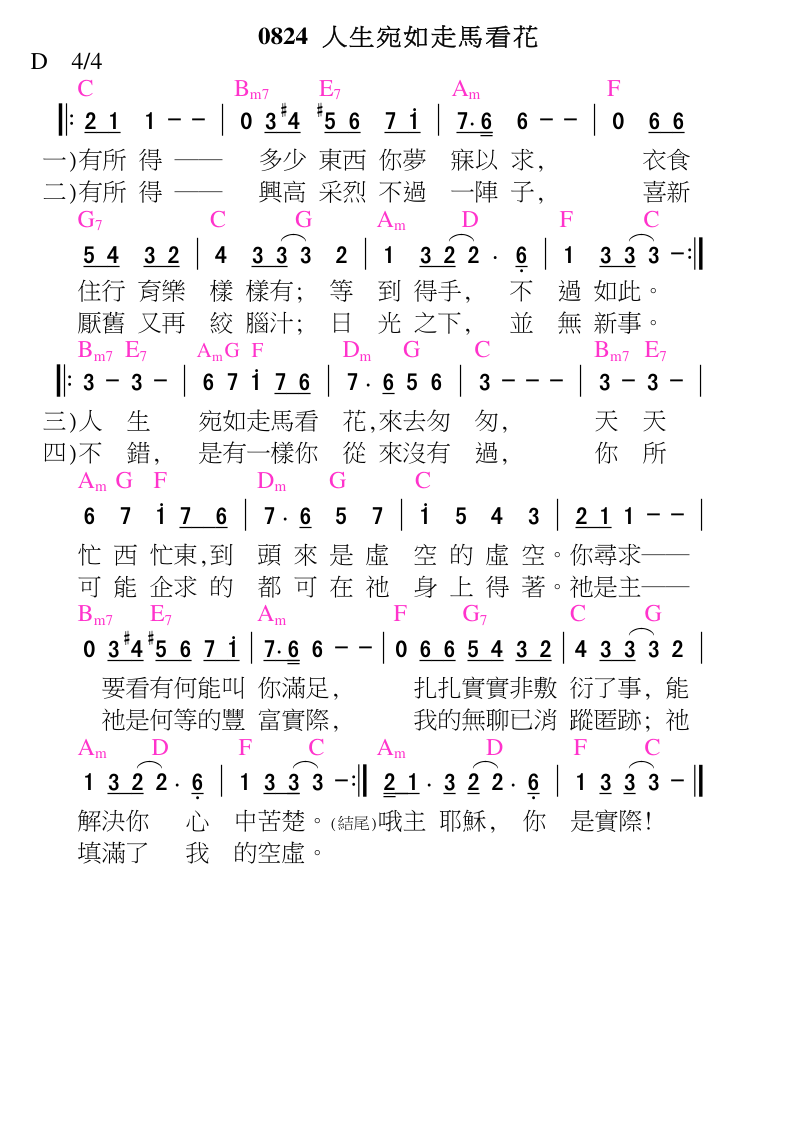 0824 人生宛如走馬看花
D 4/4
C Bm7 E7 Am F
2 1 1 - - 0 3 #4 #5 6 7 1 7· 6 6 - - 0 6 6
一)有所 得 —— 多少 東西 你夢 寐以 求, 衣食
二)有所 得 —— 興高 采烈 不過 一陣 子, 喜新
G7 C G Am D F C
5 4 3 2 4 3 3 3 2 1 3 2 2 · 6 1 3 3 3 -
住行 育樂 樣 樣有; 等 到 得手, 不 過 如此。
厭舊 又再 絞 腦汁; 日 光 之下, 並 無 新事。
Bm7 E7 Am G F Dm G C Bm7 E7
3 - 3 - 6 7 1 7 6 7 · 6 5 6 3 - - - 3 - 3 -
三)人 生 宛如走馬看 花,來去匆 匆, 天 天
四)不 錯, 是有一樣你 從 來沒有 過, 你 所
Am G F Dm G C
6 7 1 7 6 7 · 6 5 7 1 5 4 3 2 1 1 - -
忙 西 忙東,到 頭 來 是 虛 空 的 虛 空。你尋求——
可 能 企求 的 都 可 在 祂 身 上 得 著。祂是主——
Bm7 E7 Am F G7 C G
0 3 #4 #5 6 7 1 7· 6 6 - - 0 6 6 5 4 3 2 4 3 3 3 2
要看有何能叫 你滿足, 扎扎實實非敷 衍了事, 能
祂是何等的豐 富實際, 我的無聊已消 蹤匿跡; 祂
Am D F C Am D F C
1 3 2 2 · 6 1 3 3 3 - 2 1 · 3 2 2 · 6 1 3 3 3 -
解決你 心 中苦楚。(結尾)哦主 耶穌, 你 是實際!
填滿了 我 的空虛。